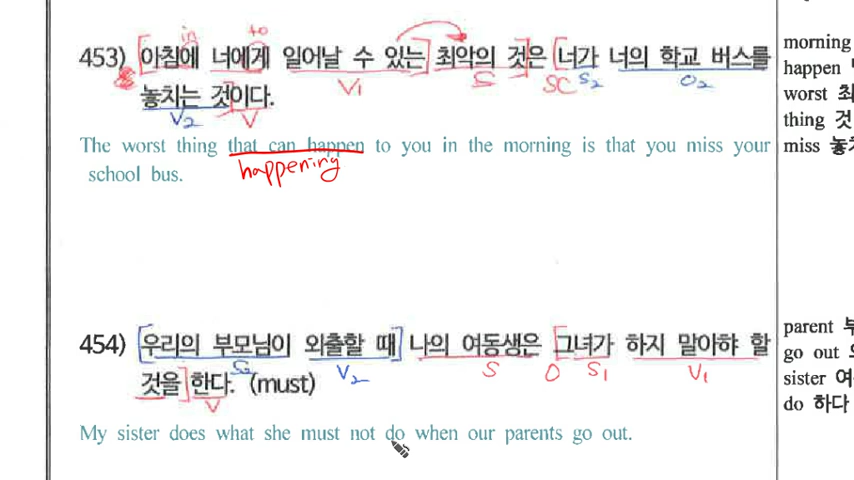 in to
453) 아침에 너에게 일어날 수 있는 최악의 것은 너가 너의 학교 버스를
V1 S SC S2 O2
놓치는 것이다.
V2 V
The worst thing that can happen to you in the morning is that you miss your
school bus.
happening
454) 우리의 부모님이 외출할 때 나의 여동생은 그녀가 하지 말아야 할
S2 V2 S O S1 V1
것을 한다. (must)
V
My sister does what she must not do when our parents go out.
morning
happen
worst 최
thing 것
miss 놓
parent 부
go out 외
sister 여
do 하다